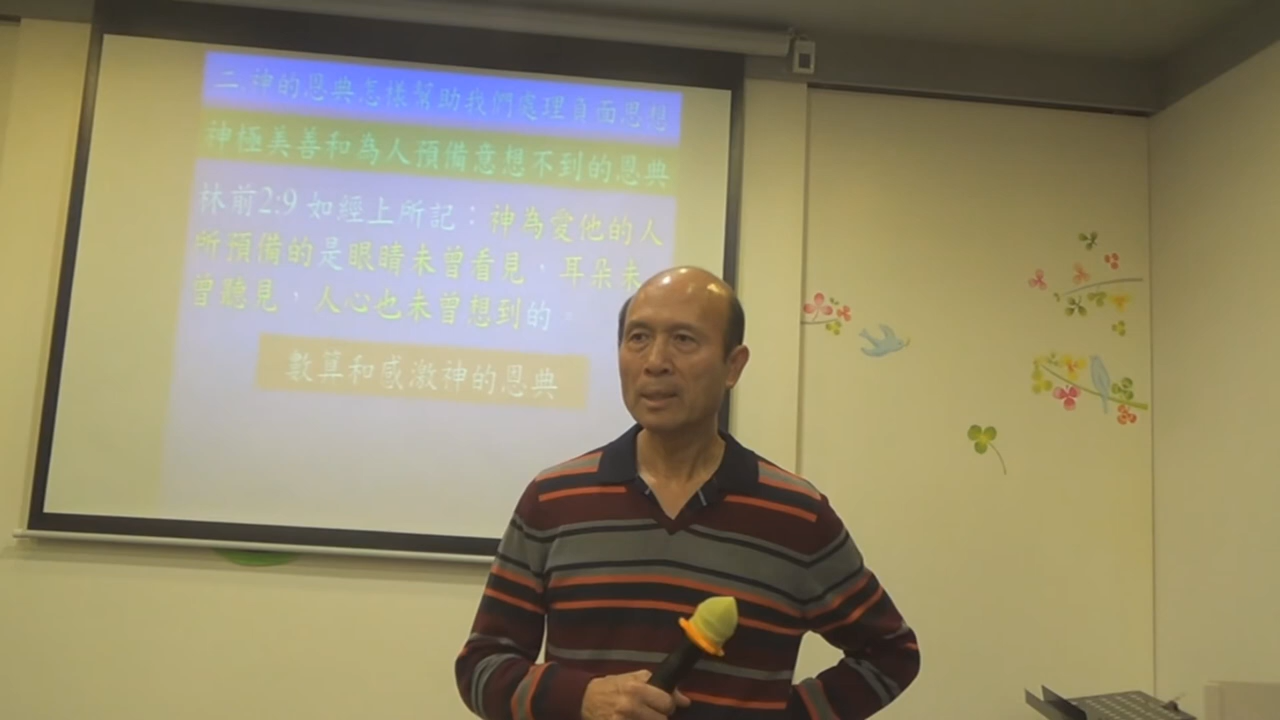 二.神的恩典怎樣幫助我們處理負面思想
神極美善和為人預備意想不到的恩典
林前2:9 如經上所記：神為愛他的人
所預備的是眼睛未曾看見，耳朵未
曾聽見，人心也未曾想到的。
數算和感激神的恩典